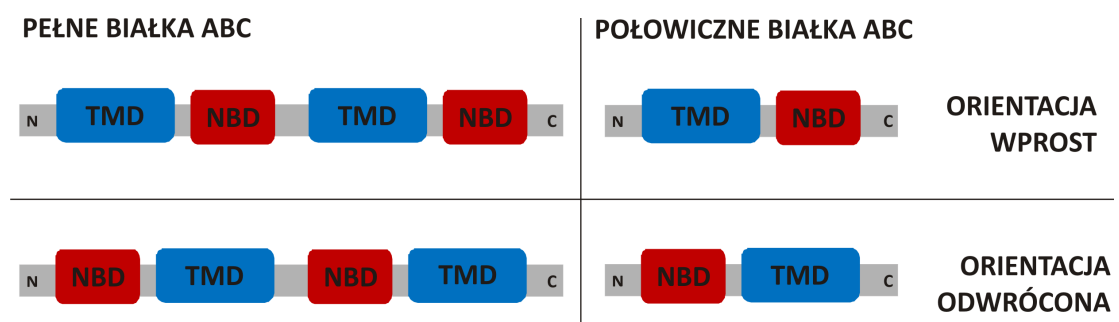 PEŁNE BIAŁKA ABC
POŁOWICZNE BIAŁKA ABC
N TMD NBD TMD NBD C
N TMD NBD C
ORIENTACJA
WPROST
N NBD TMD NBD TMD C
N NBD TMD C
ORIENTACJA
ODWRÓCONA